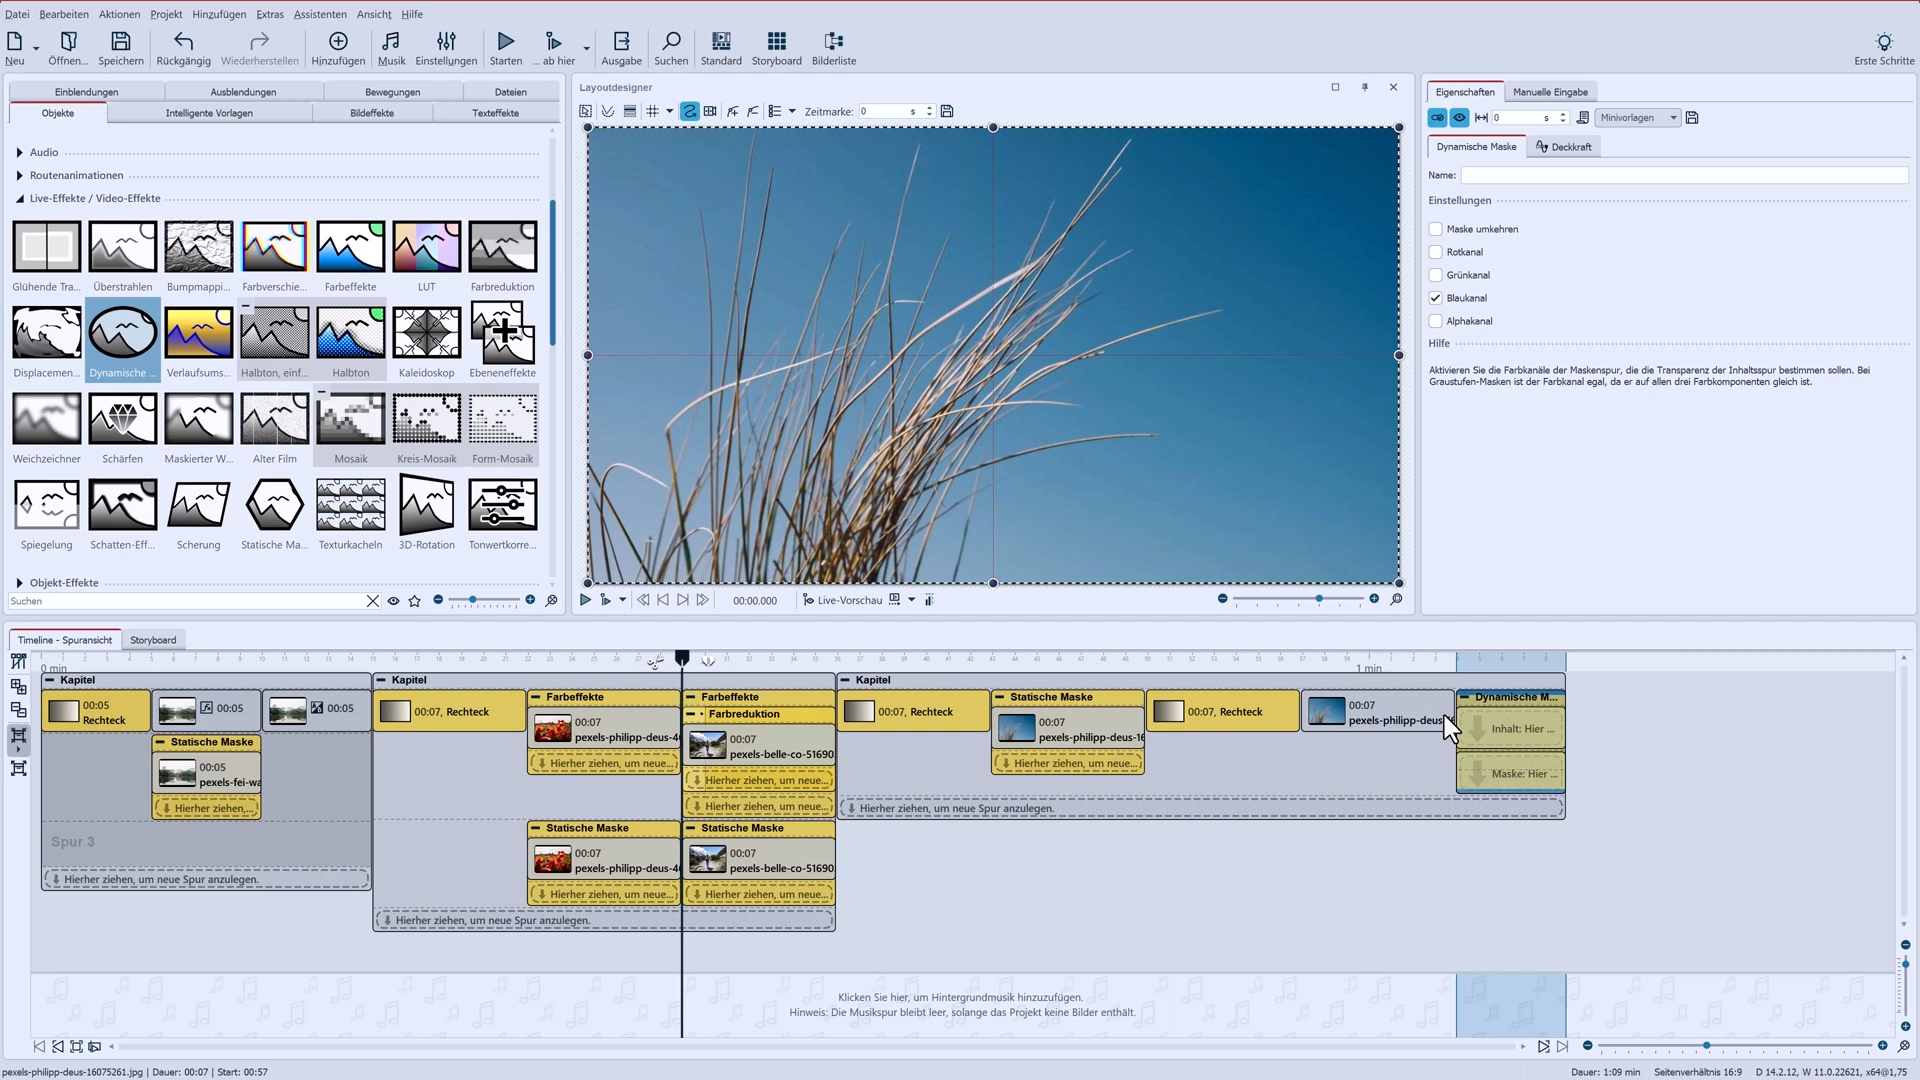 Datei Bearbeiten Aktionen Projekt Hinzufügen Extras Assistenten Ansicht Hilfe
Neu Öffnen... Speichern Rückgängig Wiederherstellen Hinzufügen Musik Einstellungen Starten ... ab hier Ausgabe Suchen Standard Storyboard Bilderliste Erste Schritte
Einblendungen Ausblendungen Bewegungen Dateien
Objekte Intelligente Vorlagen Bildeffekte Texteffekte
Audio
Routenanimationen
Live-Effekte / Video-Effekte
Glühende Tra... Überstrahlen Bumpmappi... Farbverschie... Farbeffekte LUT Farbreduktion
Displacemen... Dynamische ... Verlaufsums... Halbton, einf... Halbton Kaleidoskop Ebeneneffekte
Weichzeichner Schärfen Maskierter W... Alter Film Mosaik Kreis-Mosaik Form-Mosaik
Spiegelung Schatten-Eff... Scherung Statische Ma... Texturkacheln 3D-Rotation Tonwertkorre...
Objekt-Effekte
Suchen
Layoutdesigner
Zeitmarke: 0 s
00:00.000 Live-Vorschau
Eigenschaften Manuelle Eingabe
0 s Minivorlagen
Dynamische Maske Deckkraft
Name:
Einstellungen
Maske umkehren
Rotkanal
Grünkanal
Blaukanal
Alphakanal
Hilfe
Aktivieren Sie die Farbkanäle der Maskenspur, die die Transparenz der Inhaltsspur bestimmen sollen. Bei
Graustufen-Masken ist der Farbkanal egal, da er auf allen drei Farbkomponenten gleich ist.
Timeline - Spuransicht Storyboard
0 min 1 min
Kapitel Kapitel Kapitel
00:05
Rechteck
00:05
00:05
Statische Maske
00:05
pexels-fei-wa
Hierher ziehen,...
Spur 3
Hierher ziehen, um neue Spur anzulegen.
00:07, Rechteck
Farbeffekte
00:07
pexels-philipp-deus-4
Hierher ziehen, um neue...
Farbeffekte
Farbreduktion
00:07
pexels-belle-co-51690
Hierher ziehen, um neue...
Hierher ziehen, um neue...
Statische Maske
00:07
pexels-philipp-deus-4
Hierher ziehen, um neue...
Statische Maske
00:07
pexels-belle-co-51690
Hierher ziehen, um neue...
Hierher ziehen, um neue Spur anzulegen.
00:07, Rechteck
Statische Maske
00:07
pexels-philipp-deus-16
Hierher ziehen, um neue...
00:07, Rechteck
00:07
pexels-philipp-deus
Dynamische M...
Inhalt: Hier ...
Maske: Hier ...
Hierher ziehen, um neue Spur anzulegen.
Klicken Sie hier, um Hintergrundmusik hinzuzufügen.
Hinweis: Die Musikspur bleibt leer, solange das Projekt keine Bilder enthält.
pexels-philipp-deus-16075261.jpg | Dauer: 00:07 | Start: 00:57
Dauer: 1:09 min Seitenverhältnis 16:9 D 14.2.12, W 11.0.22621, x64@1,75